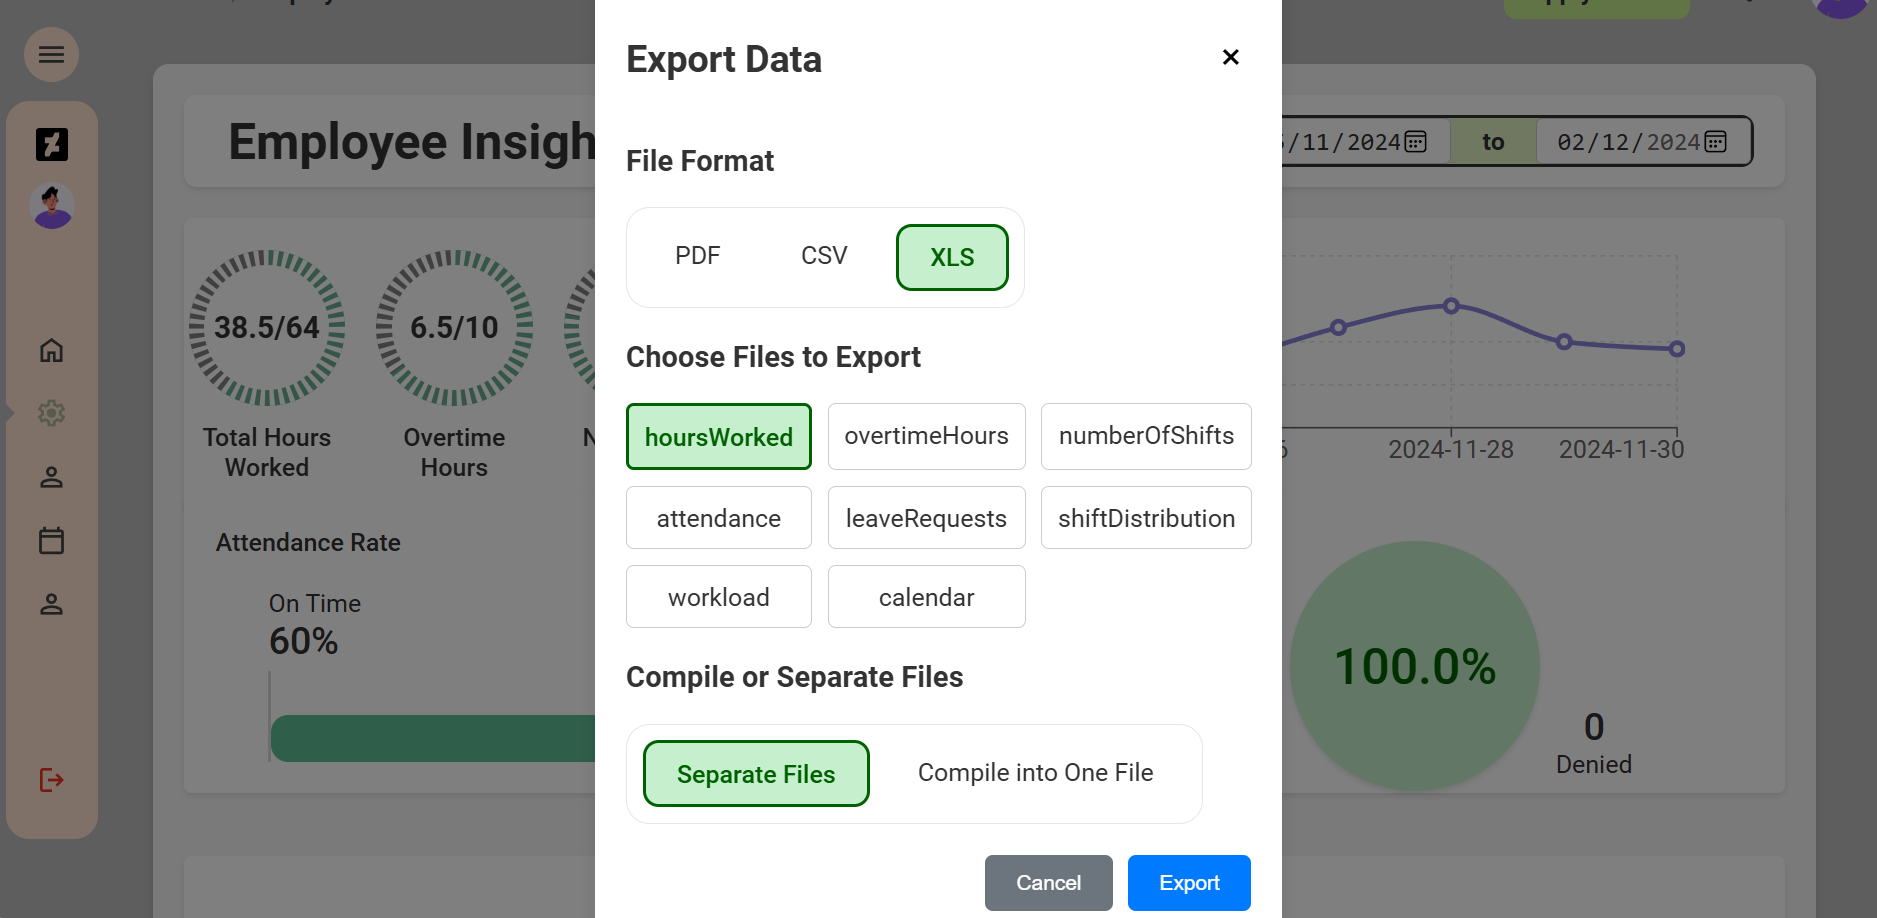 Export Data
File Format
PDF CSV XLS
Choose Files to Export
hoursWorked overtimeHours numberOfShifts
attendance leaveRequests shiftDistribution
workload calendar
Compile or Separate Files
Separate Files Compile into One File
Cancel Export
Employee Insigh
/11/2024 to 02/12/2024
38.5/64
Total Hours
Worked
6.5/10
Overtime
Hours
N
2024-11-28 2024-11-30
Attendance Rate
On Time
60%
100.0%
0
Denied